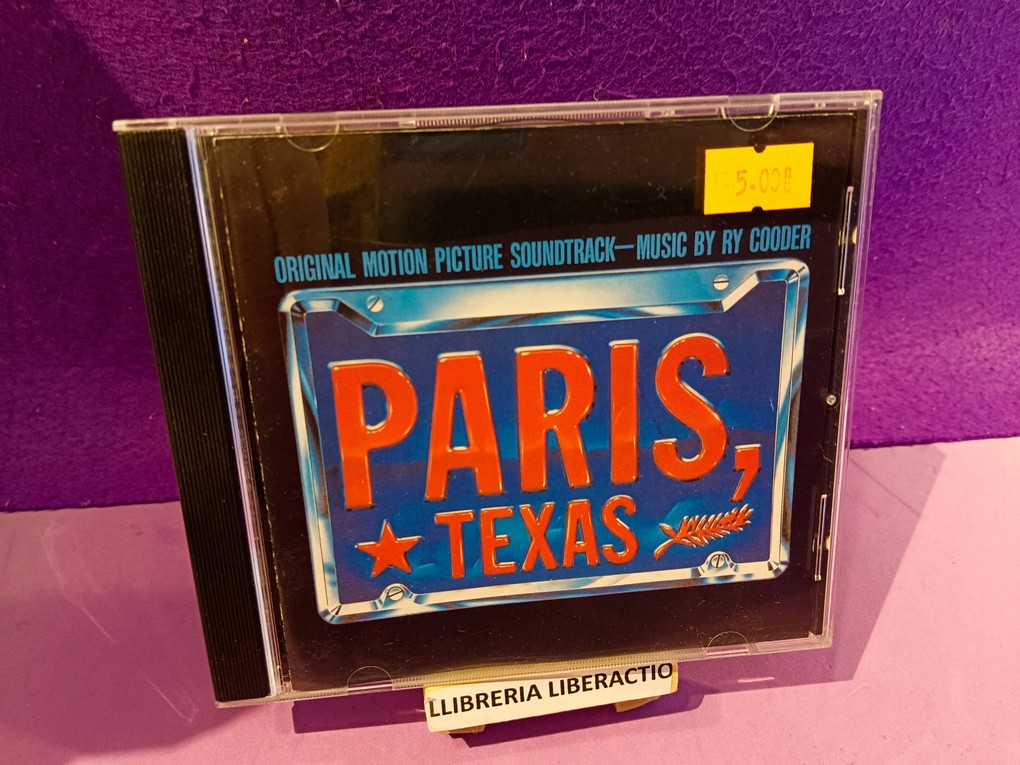 5.00€
ORIGINAL MOTION PICTURE SOUNDTRACK—MUSIC BY RY COODER
PARIS,
TEXAS
LLIBRERIA LIBERACTIO